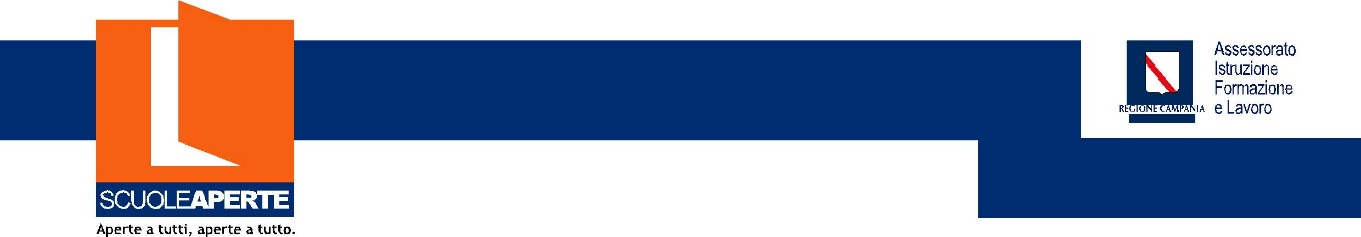 SCUOLEAPERTE
Aperte a tutti, aperte a tutto.
REGIONE CAMPANIA
Assessorato
Istruzione
Formazione
e Lavoro